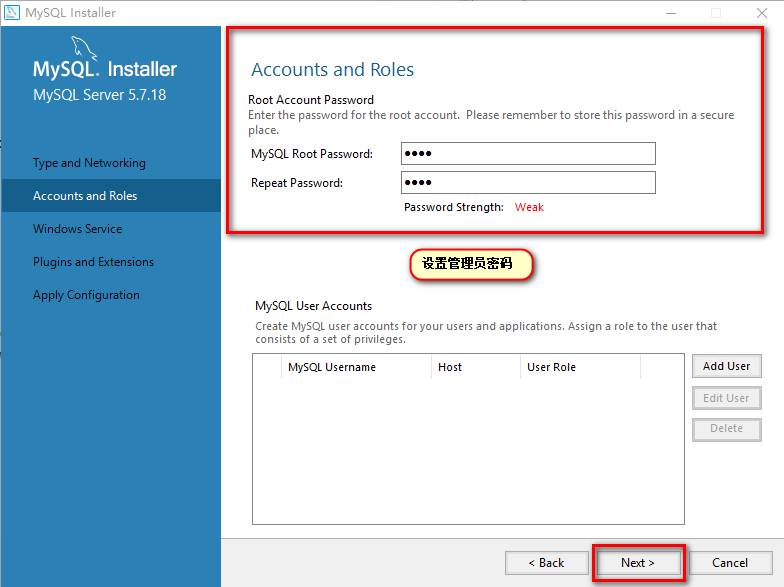 MySQL Installer
MySQL. Installer
MySQL Server 5.7.18
Type and Networking
Accounts and Roles
Windows Service
Plugins and Extensions
Apply Configuration
Accounts and Roles
Root Account Password
Enter the password for the root account.  Please remember to store this password in a secure
place.
MySQL Root Password: ●●●●
Repeat Password: ●●●●
Password Strength: Weak
设置管理员密码
MySQL User Accounts
Create MySQL user accounts for your users and applications. Assign a role to the user that
consists of a set of privileges.
MySQL Username Host User Role
Add User
Edit User
Delete
< Back Next > Cancel